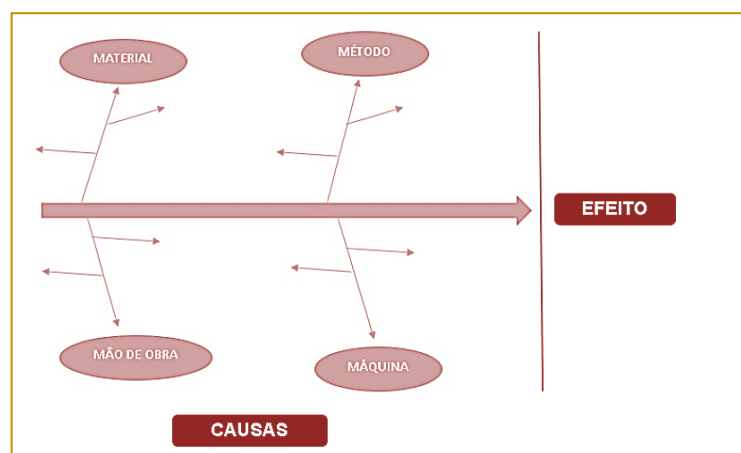 MATERIAL
MÉTODO
EFEITO
MÃO DE OBRA
MÁQUINA
CAUSAS